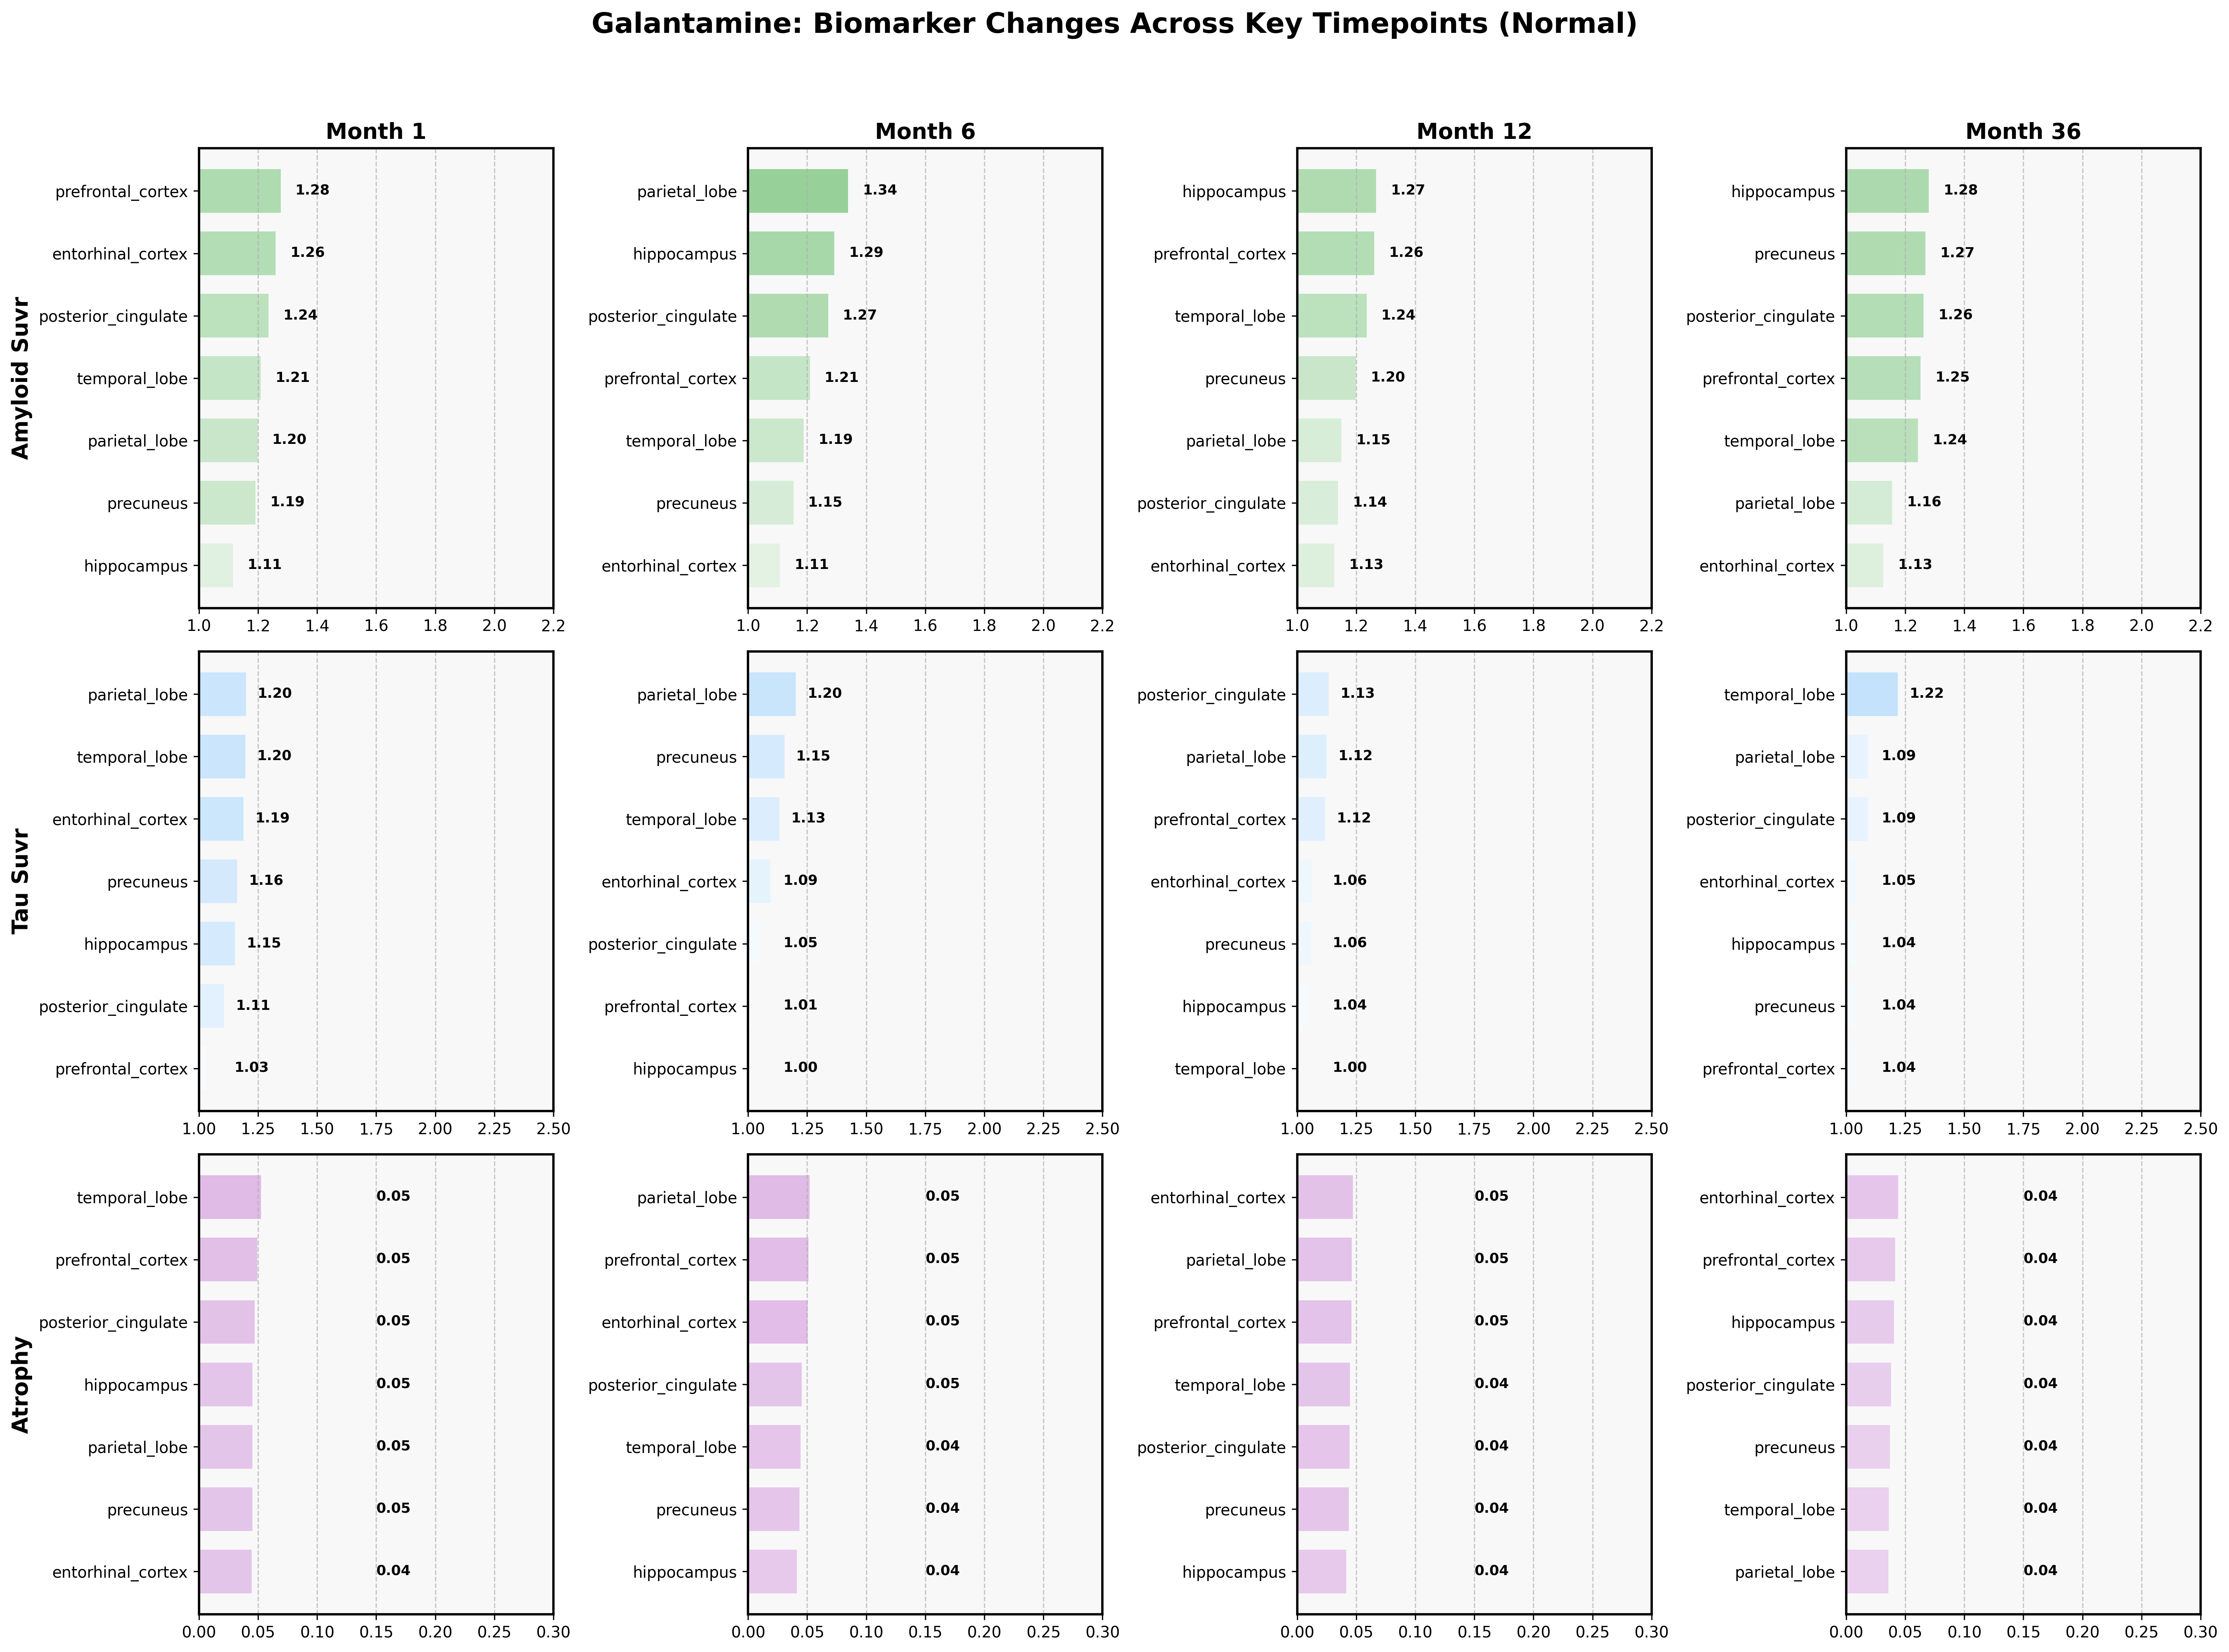 Galantamine: Biomarker Changes Across Key Timepoints (Normal)
Month 1
Month 6
Month 12
Month 36
Amyloid Suvr
prefrontal_cortex 1.28
entorhinal_cortex 1.26
posterior_cingulate 1.24
temporal_lobe 1.21
parietal_lobe 1.20
precuneus 1.19
hippocampus 1.11
1.0 1.2 1.4 1.6 1.8 2.0 2.2
parietal_lobe 1.34
hippocampus 1.29
posterior_cingulate 1.27
prefrontal_cortex 1.21
temporal_lobe 1.19
precuneus 1.15
entorhinal_cortex 1.11
1.0 1.2 1.4 1.6 1.8 2.0 2.2
hippocampus 1.27
prefrontal_cortex 1.26
temporal_lobe 1.24
precuneus 1.20
parietal_lobe 1.15
posterior_cingulate 1.14
entorhinal_cortex 1.13
1.0 1.2 1.4 1.6 1.8 2.0 2.2
hippocampus 1.28
precuneus 1.27
posterior_cingulate 1.26
prefrontal_cortex 1.25
temporal_lobe 1.24
parietal_lobe 1.16
entorhinal_cortex 1.13
1.0 1.2 1.4 1.6 1.8 2.0 2.2
Tau Suvr
parietal_lobe 1.20
temporal_lobe 1.20
entorhinal_cortex 1.19
precuneus 1.16
hippocampus 1.15
posterior_cingulate 1.11
prefrontal_cortex 1.03
1.00 1.25 1.50 1.75 2.00 2.25 2.50
parietal_lobe 1.20
precuneus 1.15
temporal_lobe 1.13
entorhinal_cortex 1.09
posterior_cingulate 1.05
prefrontal_cortex 1.01
hippocampus 1.00
1.00 1.25 1.50 1.75 2.00 2.25 2.50
posterior_cingulate 1.13
parietal_lobe 1.12
prefrontal_cortex 1.12
entorhinal_cortex 1.06
precuneus 1.06
hippocampus 1.04
temporal_lobe 1.00
1.00 1.25 1.50 1.75 2.00 2.25 2.50
temporal_lobe 1.22
parietal_lobe 1.09
posterior_cingulate 1.09
entorhinal_cortex 1.05
hippocampus 1.04
precuneus 1.04
prefrontal_cortex 1.04
1.00 1.25 1.50 1.75 2.00 2.25 2.50
Atrophy
temporal_lobe 0.05
prefrontal_cortex 0.05
posterior_cingulate 0.05
hippocampus 0.05
parietal_lobe 0.05
precuneus 0.05
entorhinal_cortex 0.04
0.00 0.05 0.10 0.15 0.20 0.25 0.30
parietal_lobe 0.05
prefrontal_cortex 0.05
entorhinal_cortex 0.05
posterior_cingulate 0.05
temporal_lobe 0.04
precuneus 0.04
hippocampus 0.04
0.00 0.05 0.10 0.15 0.20 0.25 0.30
entorhinal_cortex 0.05
parietal_lobe 0.05
prefrontal_cortex 0.05
temporal_lobe 0.04
posterior_cingulate 0.04
precuneus 0.04
hippocampus 0.04
0.00 0.05 0.10 0.15 0.20 0.25 0.30
entorhinal_cortex 0.04
prefrontal_cortex 0.04
hippocampus 0.04
posterior_cingulate 0.04
precuneus 0.04
temporal_lobe 0.04
parietal_lobe 0.04
0.00 0.05 0.10 0.15 0.20 0.25 0.30